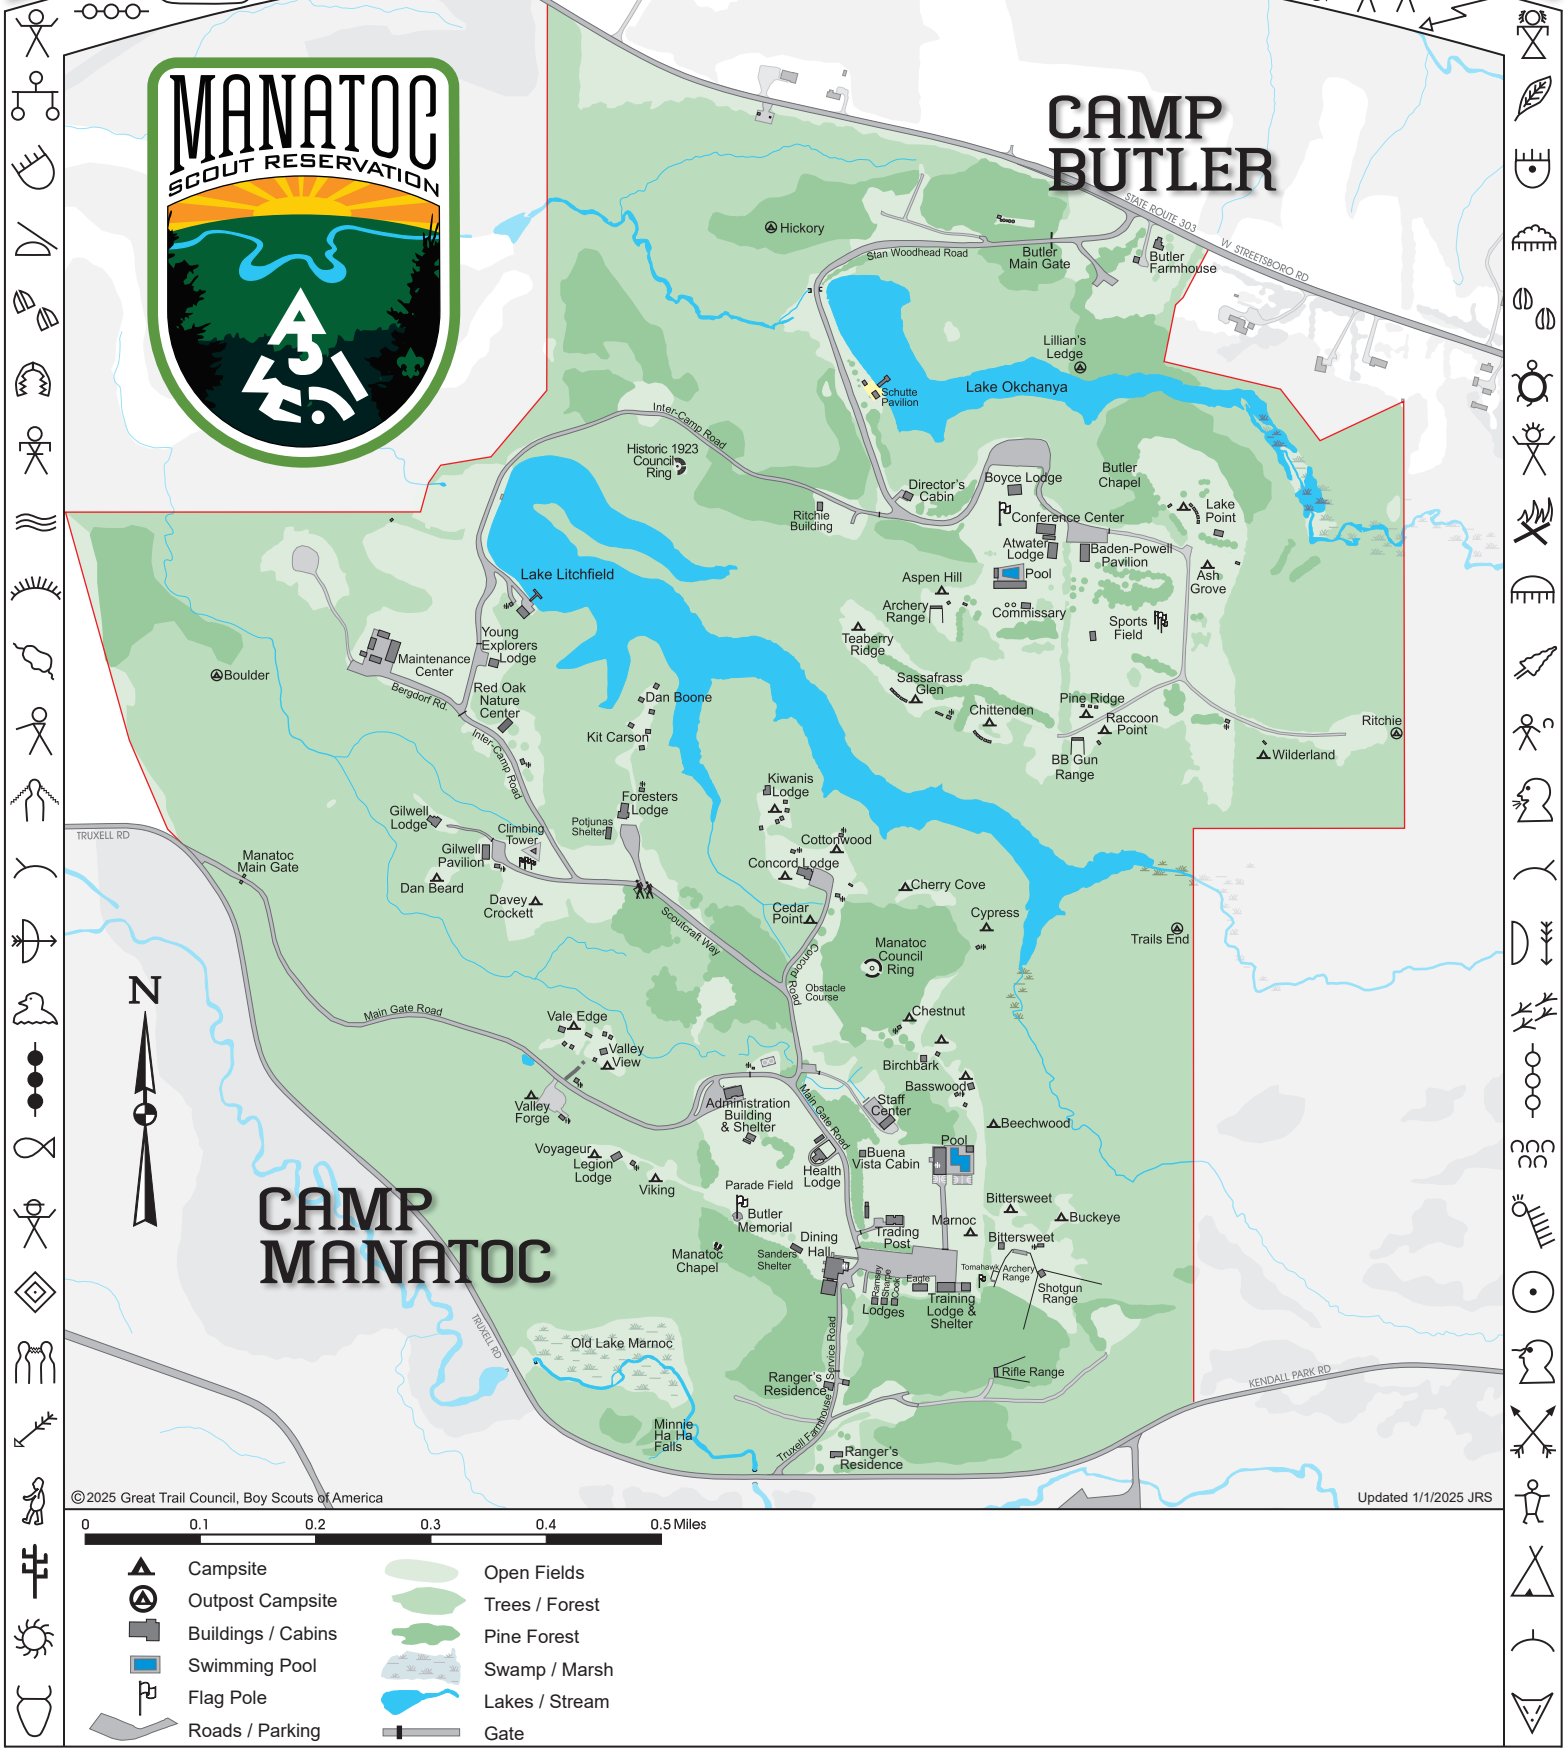 MANATOC
SCOUT RESERVATION
CAMP
BUTLER
STATE ROUTE 303
W. STREETSBORO RD
Hickory
Stan Woodhead Road
Butler
Main Gate
Butler
Farmhouse
Lillian's
Ledge
Lake Okchanya
Schutte
Pavilion
Inter-Camp Road
Historic 1923
Council
Ring
Director's
Cabin
Boyce Lodge
Butler
Chapel
Ritchie
Building
Conference Center
Lake
Point
Atwater
Lodge
Baden-Powell
Pavilion
Pool
Ash
Grove
Aspen Hill
Archery
Range
Commissary
Sports
Field
Teaberry
Ridge
Sassafrass
Glen
Chittenden
Pine Ridge
Raccoon
Point
BB Gun
Range
Ritchie
Wilderland
Lake Litchfield
Young
Explorers
Lodge
Maintenance
Center
Boulder
Bergdorf Rd.
Red Oak
Nature
Center
Dan Boone
Kit Carson
Inter-Camp Road
Kiwanis
Lodge
Foresters
Lodge
Potjunas
Shelter
Gilwell
Lodge
Climbing
Tower
Gilwell
Pavilion
Cottonwood
Concord Lodge
TRUXELL RD
Manatoc
Main Gate
Dan Beard
Davey
Crockett
Cherry Cove
Cedar
Point
Cypress
Scoutcraft Way
Trails End
Manatoc
Council
Ring
Concord Road
Obstacle
Course
N
Main Gate Road
Vale Edge
Chestnut
Valley
View
Birchbark
Basswood
Valley
Forge
Administration
Building
& Shelter
Main Gate Road
Staff
Center
Beechwood
Voyageur
Legion
Lodge
Viking
Health
Lodge
Buena
Vista Cabin
Pool
CAMP
MANATOC
Parade Field
Butler
Memorial
Bittersweet
Buckeye
Manatoc
Chapel
Sanders
Shelter
Dining
Hall
Trading
Post
Marnoc
Bittersweet
Tomahawk
Archery
Range
Shotgun
Range
Ramsey
Sharpe
Cook
Eagle
Lodges
Training
Lodge &
Shelter
TRUXELL RD
Old Lake Marnoc
Rifle Range
Ranger's
Residence
Truxell Farmhouse Service Road
KENDALL PARK RD
Minnie
Ha Ha
Falls
Ranger's
Residence
©2025 Great Trail Council, Boy Scouts of America
Updated 1/1/2025 JRS
0 0.1 0.2 0.3 0.4 0.5 Miles
Campsite
Outpost Campsite
Buildings / Cabins
Swimming Pool
Flag Pole
Roads / Parking
Open Fields
Trees / Forest
Pine Forest
Swamp / Marsh
Lakes / Stream
Gate